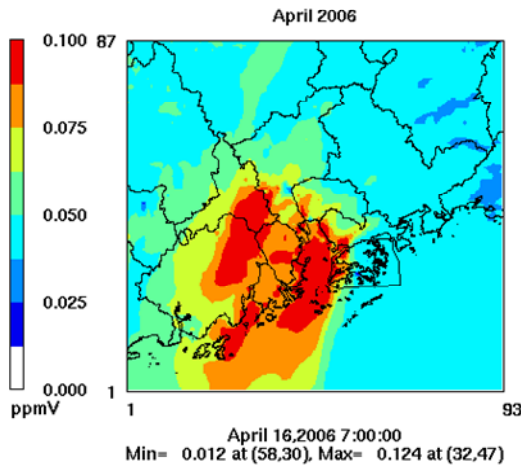 April 2006
0.100
0.075
0.050
0.025
0.000
ppmV
87
1
1
93
April 16,2006 7:00:00
Min= 0.012 at (58,30), Max= 0.124 at (32,47)